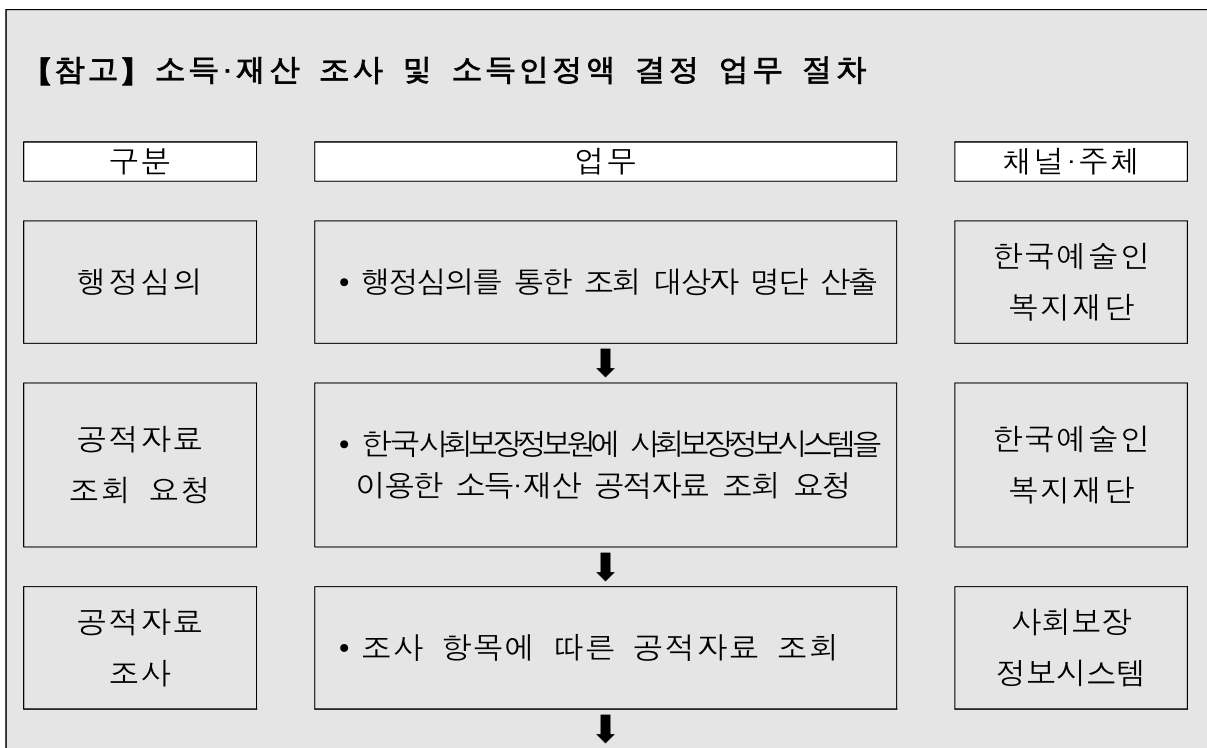 【참고】 소득·재산 조사 및 소득인정액 결정 업무 절차
구분
업무
채널·주체
행정심의
• 행정심의를 통한 조회 대상자 명단 산출
한국예술인
복지재단
공적자료
조회 요청
• 한국사회보장정보원에 사회보장정보시스템을
이용한 소득·재산 공적자료 조회 요청
한국예술인
복지재단
공적자료
조사
• 조사 항목에 따른 공적자료 조회
사회보장
정보시스템